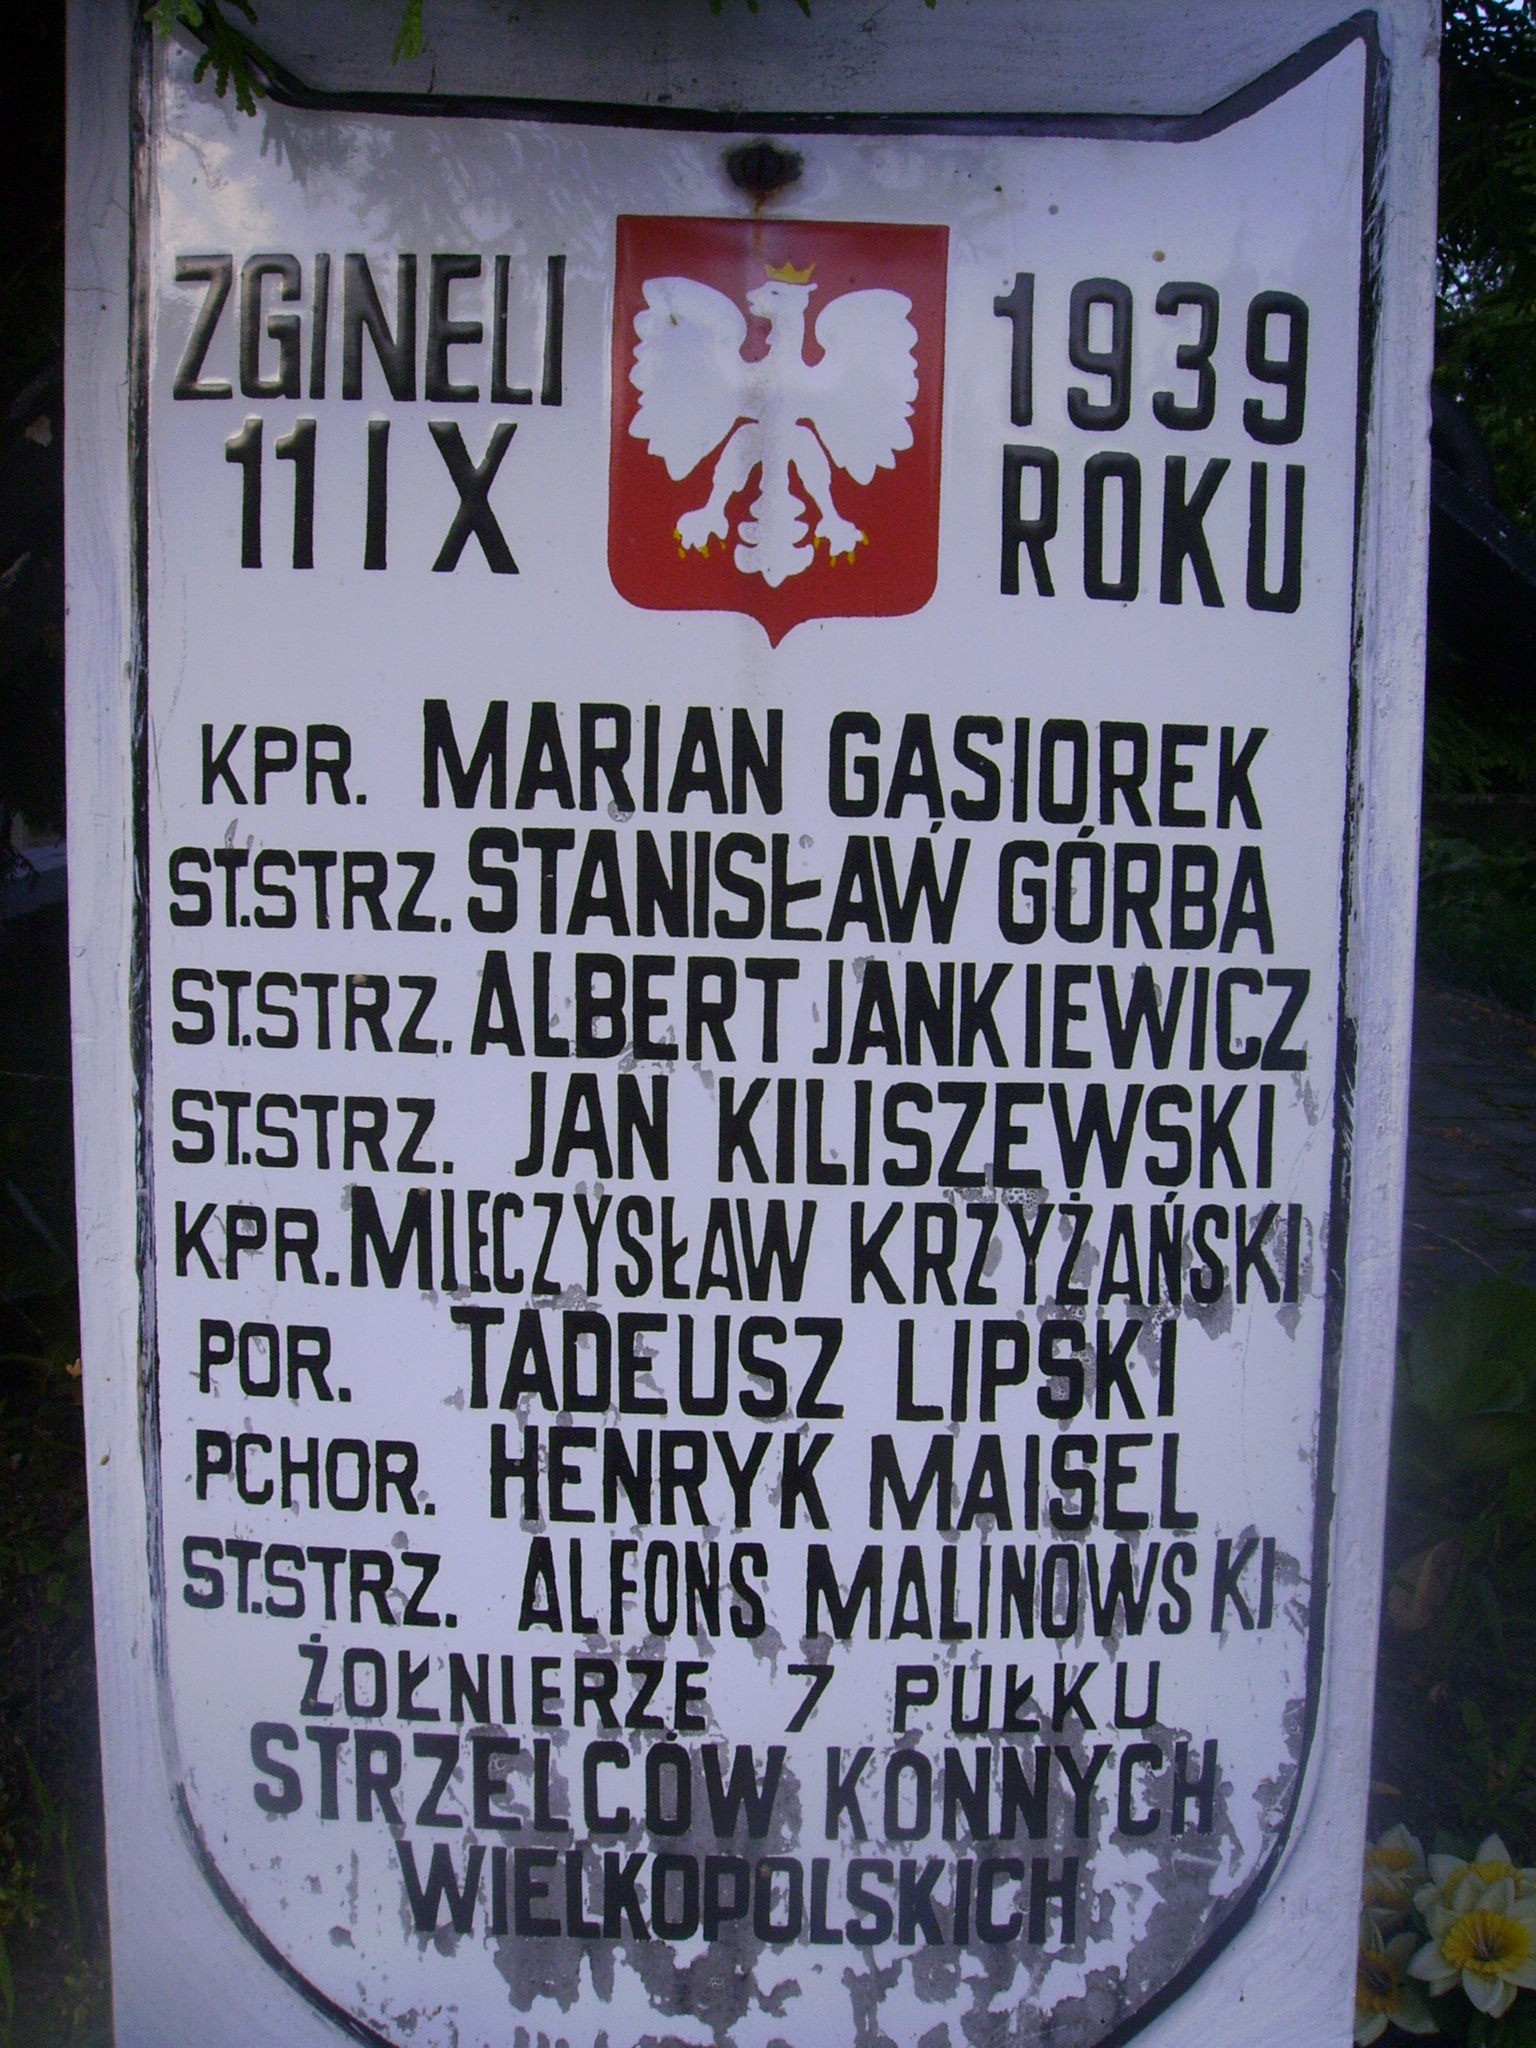 ZGINELI 1939
11 IX ROKU
KPR. MARIAN GĄSIOREK
ST.STRZ. STANISŁAW GÓRBA
ST.STRZ. ALBERT JANKIEWICZ
ST.STRZ. JAN KILISZEWSKI
KPR. MIECZYSŁAW KRZYŻAŃSKI
POR. TADEUSZ LIPSKI
PCHOR. HENRYK MAISEL
ST.STRZ. ALFONS MALINOWSKI
ŻOŁNIERZE 7 PUŁKU
STRZELCÓW KONNYCH
WIELKOPOLSKICH